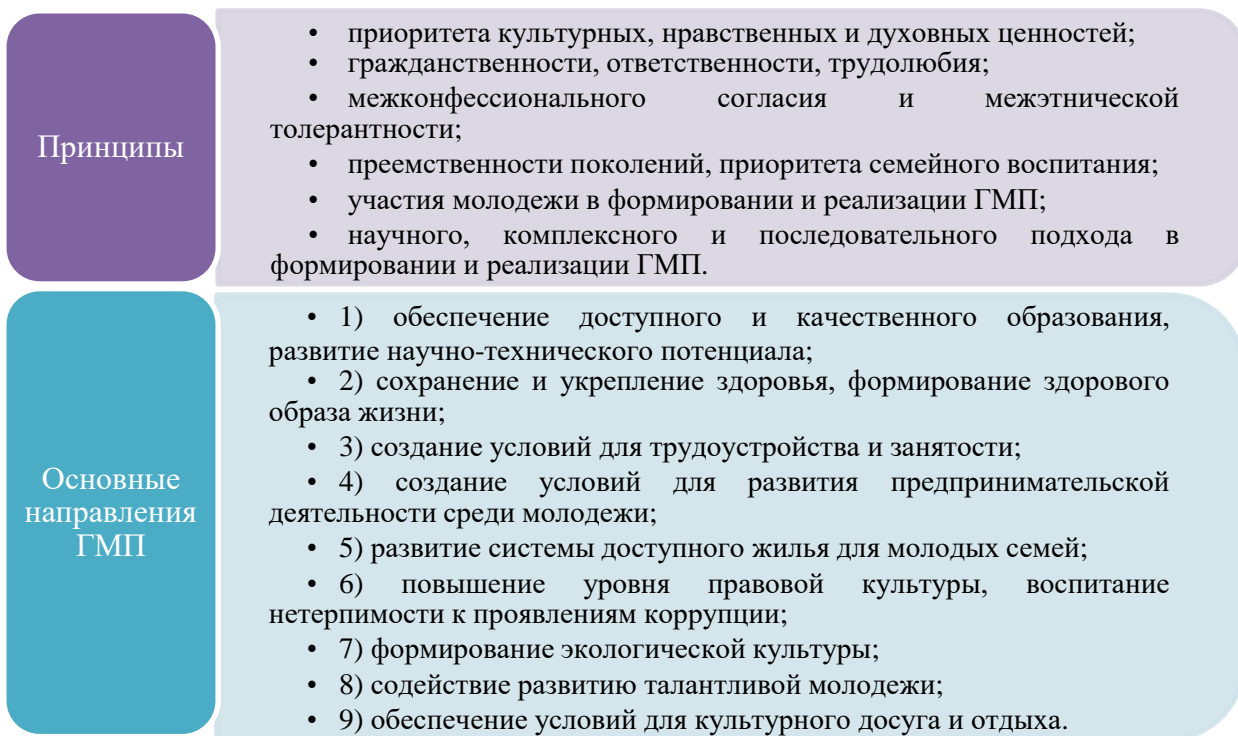 Принципы
• приоритета культурных, нравственных и духовных ценностей;
• гражданственности, ответственности, трудолюбия;
• межконфессионального согласия и межэтнической
толерантности;
• преемственности поколений, приоритета семейного воспитания;
• участия молодежи в формировании и реализации ГМП;
• научного, комплексного и последовательного подхода в
формировании и реализации ГМП.
Основные
направления
ГМП
• 1) обеспечение доступного и качественного образования,
развитие научно-технического потенциала;
• 2) сохранение и укрепление здоровья, формирование здорового
образа жизни;
• 3) создание условий для трудоустройства и занятости;
• 4) создание условий для развития предпринимательской
деятельности среди молодежи;
• 5) развитие системы доступного жилья для молодых семей;
• 6) повышение уровня правовой культуры, воспитание
нетерпимости к проявлениям коррупции;
• 7) формирование экологической культуры;
• 8) содействие развитию талантливой молодежи;
• 9) обеспечение условий для культурного досуга и отдыха.